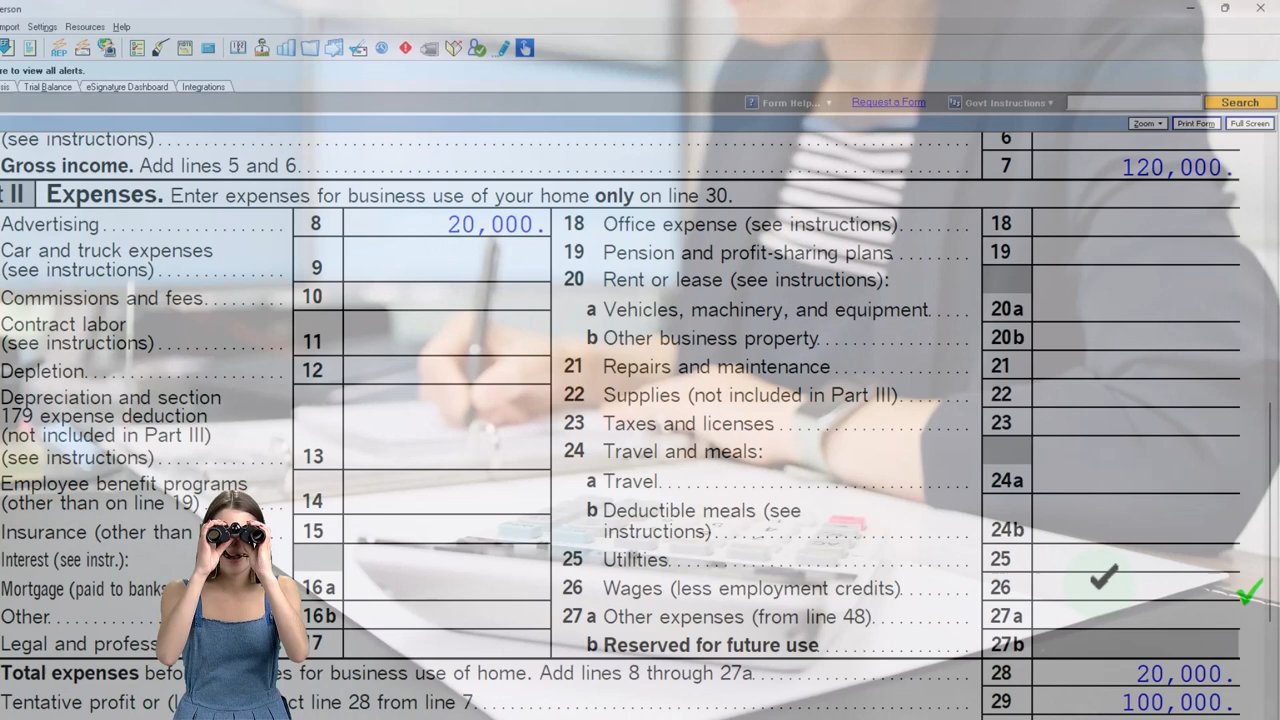 erson
mport Settings Resources Help
REP
re to view all alerts.
sis Trial Balance eSignature Dashboard Integrations
? Form Help... Request a Form Govt Instructions Search
Zoom Print Form Full Screen
(see instructions) 6
Gross income. Add lines 5 and 6. 7 120,000.
t II Expenses. Enter expenses for business use of your home only on line 30.
Advertising 8 20,000.
Car and truck expenses
(see instructions) 9
Commissions and fees 10
Contract labor
(see instructions) 11
Depletion 12
Depreciation and section
179 expense deduction
(not included in Part III)
(see instructions) 13
Employee benefit programs
(other than on line 19) 14
Insurance (other than 15
Interest (see instr.):
Mortgage (paid to banks 16a
Other 16b
Legal and profess 7
18 Office expense (see instructions) 18
19 Pension and profit-sharing plans 19
20 Rent or lease (see instructions):
a Vehicles, machinery, and equipment 20a
b Other business property 20b
21 Repairs and maintenance 21
22 Supplies (not included in Part III) 22
23 Taxes and licenses 23
24 Travel and meals:
a Travel 24a
b Deductible meals (see
instructions) 24b
25 Utilities 25
26 Wages (less employment credits) 26
27 a Other expenses (from line 48) 27a
b Reserved for future use 27b
Total expenses befo es for business use of home. Add lines 8 through 27a 28 20,000.
Tentative profit or (l ct line 28 from line 7 29 100,000.